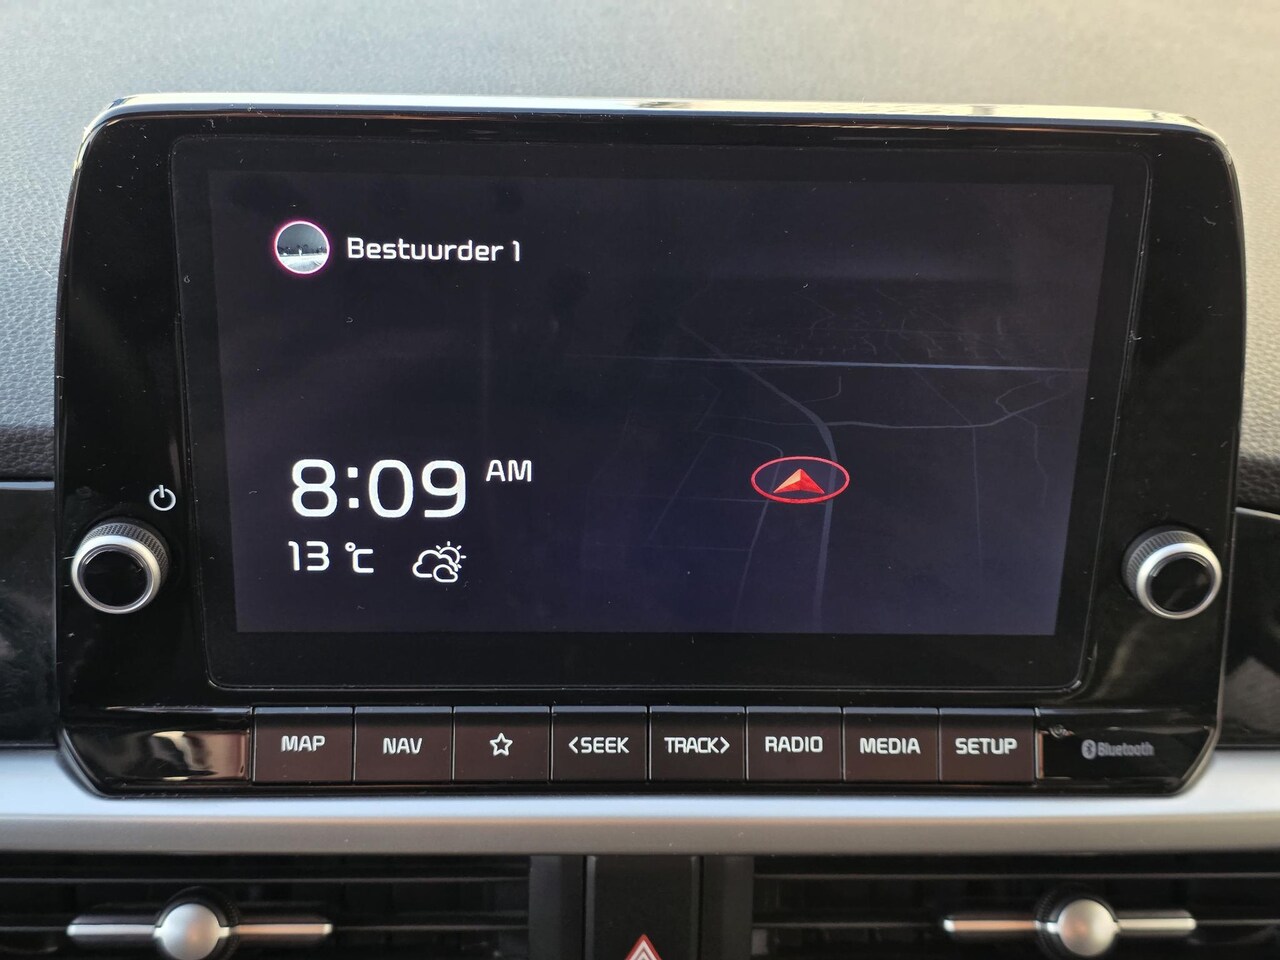 Bestuurder 1
8:09 AM
13 °C
MAP NAV <SEEK TRACK> RADIO MEDIA SETUP Bluetooth